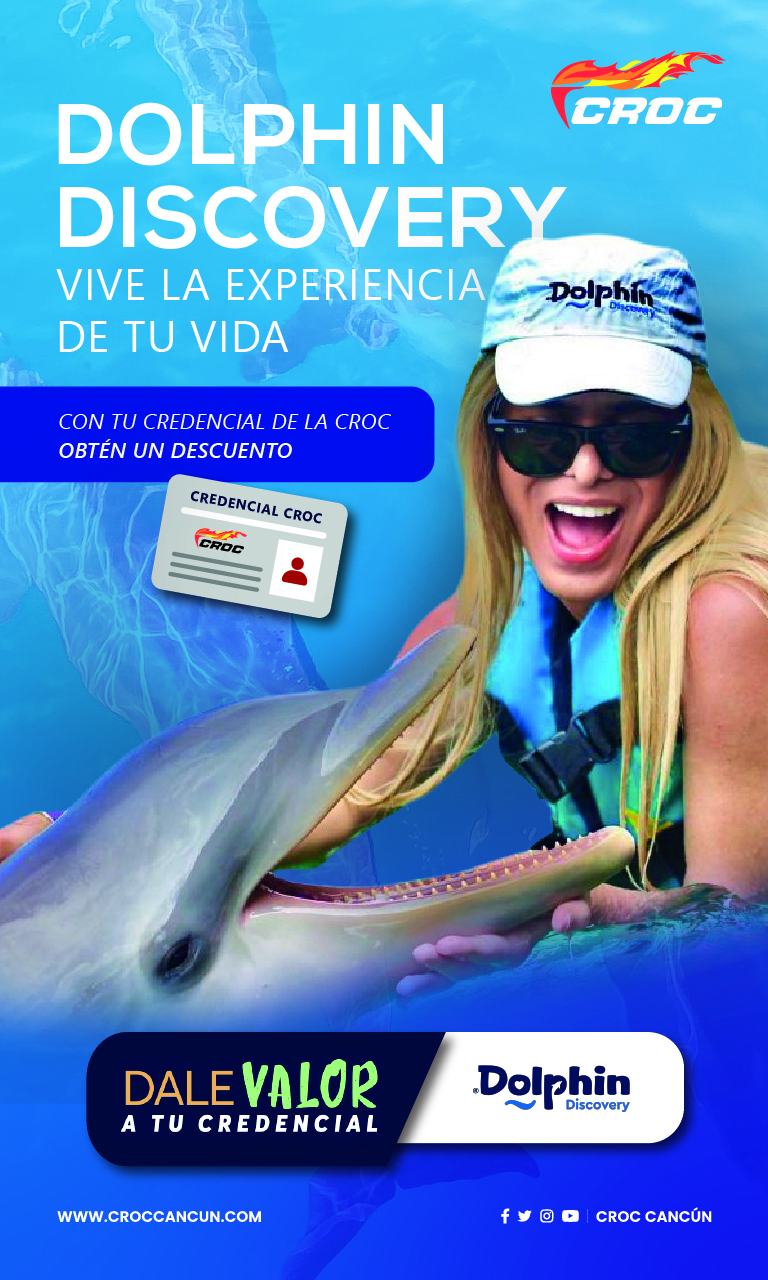 CROC
DOLPHIN
DISCOVERY
VIVE LA EXPERIENCIA
DE TU VIDA
Dolphin
Discovery
CON TU CREDENCIAL DE LA CROC
OBTÉN UN DESCUENTO
CREDENCIAL CROC
CROC
DALE VALOR
A TU CREDENCIAL
®Dolphin
Discovery
WWW.CROCCANCUN.COM
CROC CANCÚN